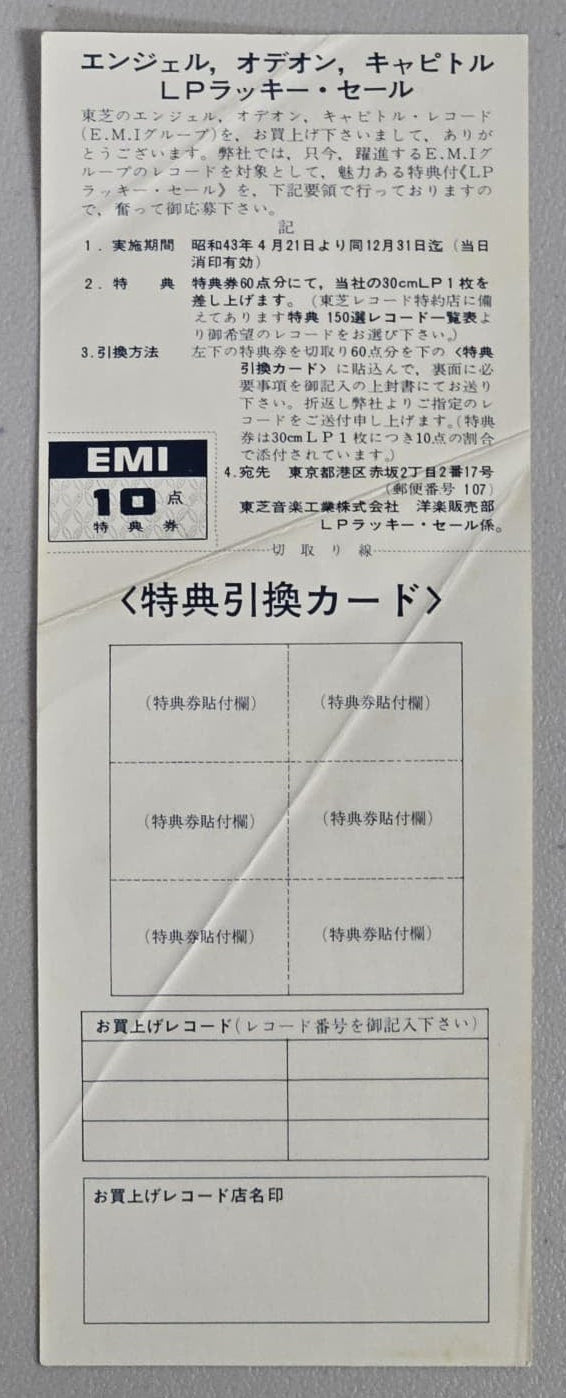 エンジェル，オデオン，キャピトル
LPラッキー・セール
東芝のエンジェル，オデオン，キャピトル・レコード
(E.M.Iグループ)を，お買上げ下さいまして，ありが
とうございます。弊社では，只今，躍進するE.M.Iグ
ループのレコードを対象として，魅力ある特典付《LP
ラッキー・セール》を，下記要領で行っておりますの
で，奮って御応募下さい。
記
1．実施期間　昭和43年4月21日より同12月31日迄（当日
消印有効）
2．特　典　特典券60点分にて，当社の30cmLP1枚を
差し上げます。（東芝レコード特約店に備
えてあります特典 150選レコード一覧表よ
り御希望のレコードをお選び下さい。）
3.引換方法　左下の特典券を切取り60点分を下の〈特典
引換カード〉に貼込んで，裏面に必
要事項を御記入の上封書にてお送り
下さい。折返し弊社よりご指定のレ
コードをご送付申し上げます。（特典
券は30cmLP1枚につき10点の割合
で添付されています。）
EMI
10点
特典券
4.宛先　東京都港区赤坂2丁目2番17号
（郵便番号 107）
東芝音楽工業株式会社　洋楽販売部
LPラッキー・セール係。
切取り線
〈特典引換カード〉
（特典券貼付欄）　（特典券貼付欄）
（特典券貼付欄）　（特典券貼付欄）
（特典券貼付欄）　（特典券貼付欄）
お買上げレコード（レコード番号を御記入下さい）
お買上げレコード店名印